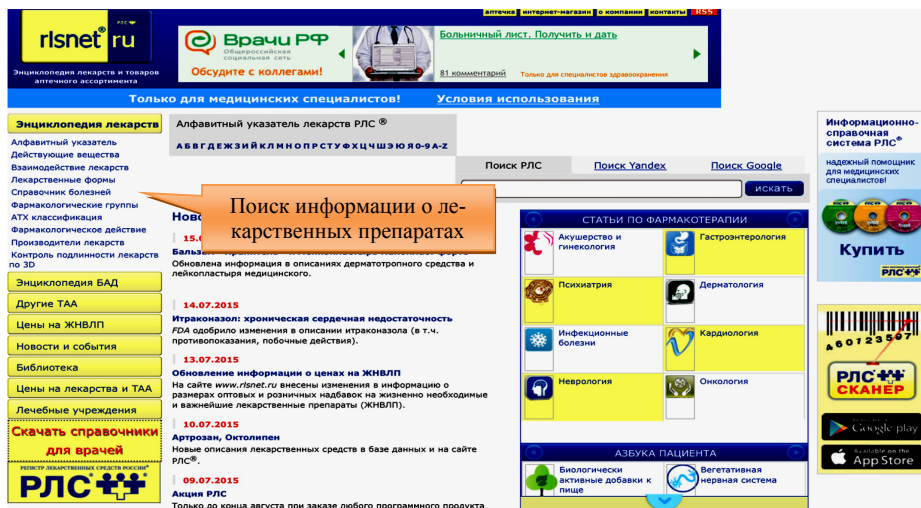 аптечка интернет-магазин о компании контакты RSS
РЛС
rlsnet® ru
Энциклопедия лекарств и товаров
аптечного ассортимента
Врачи РФ
Общероссийская
социальная сеть
Обсудите с коллегами!
Больничный лист. Получить и дать
81 комментарий
Только для специалистов здравоохранения
Только для медицинских специалистов! Условия использования
Энциклопедия лекарств
Алфавитный указатель
Действующие вещества
Взаимодействие лекарств
Лекарственные формы
Справочник болезней
Фармакологические группы
АТХ классификация
Фармакологическое действие
Производители лекарств
Контроль подлинности лекарств
по 3D
Энциклопедия БАД
Другие ТАА
Цены на ЖНВЛП
Новости и события
Библиотека
Цены на лекарства и ТАА
Лечебные учреждения
Скачать справочники
для врачей
РЕГИСТР ЛЕКАРСТВЕННЫХ СРЕДСТВ РОССИИ®
РЛС
Алфавитный указатель лекарств РЛС ®
А Б В Г Д Е Ж З И Й К Л М Н О П Р С Т У Ф Х Ц Ч Ш Э Ю Я 0-9 A-Z
Поиск РЛС Поиск Yandex Поиск Google
искать
Поиск информации о ле-
карственных препаратах
Обновлена информация в описаниях дерматотропного средства и
лейкопластыря медицинского.
14.07.2015
Итраконазол: хроническая сердечная недостаточность
FDA одобрило изменения в описании итраконазола (в т.ч.
противопоказания, побочные действия).
13.07.2015
Обновление информации о ценах на ЖНВЛП
На сайте www.rlsnet.ru внесены изменения в информацию о
размерах оптовых и розничных надбавок на жизненно необходимые
и важнейшие лекарственные препараты (ЖНВЛП).
10.07.2015
Артрозан, Октолипен
Новые описания лекарственных средств в базе данных и на сайте
РЛС®.
09.07.2015
Акция РЛС
Только до конца августа при заказе любого программного продукта
СТАТЬИ ПО ФАРМАКОТЕРАПИИ
Акушерство и
гинекология
Гастроэнтерология
Психиатрия
Дерматология
Инфекционные
болезни
Кардиология
Неврология
Онкология
АЗБУКА ПАЦИЕНТА
Биологически
активные добавки к
пище
Вегетативная
нервная система
Информационно-
справочная
система РЛС®
надежный помощник
для медицинских
специалистов!
Купить
РЛС
460123597
РЛС
СКАНЕР
Google play
Available on the
App Store